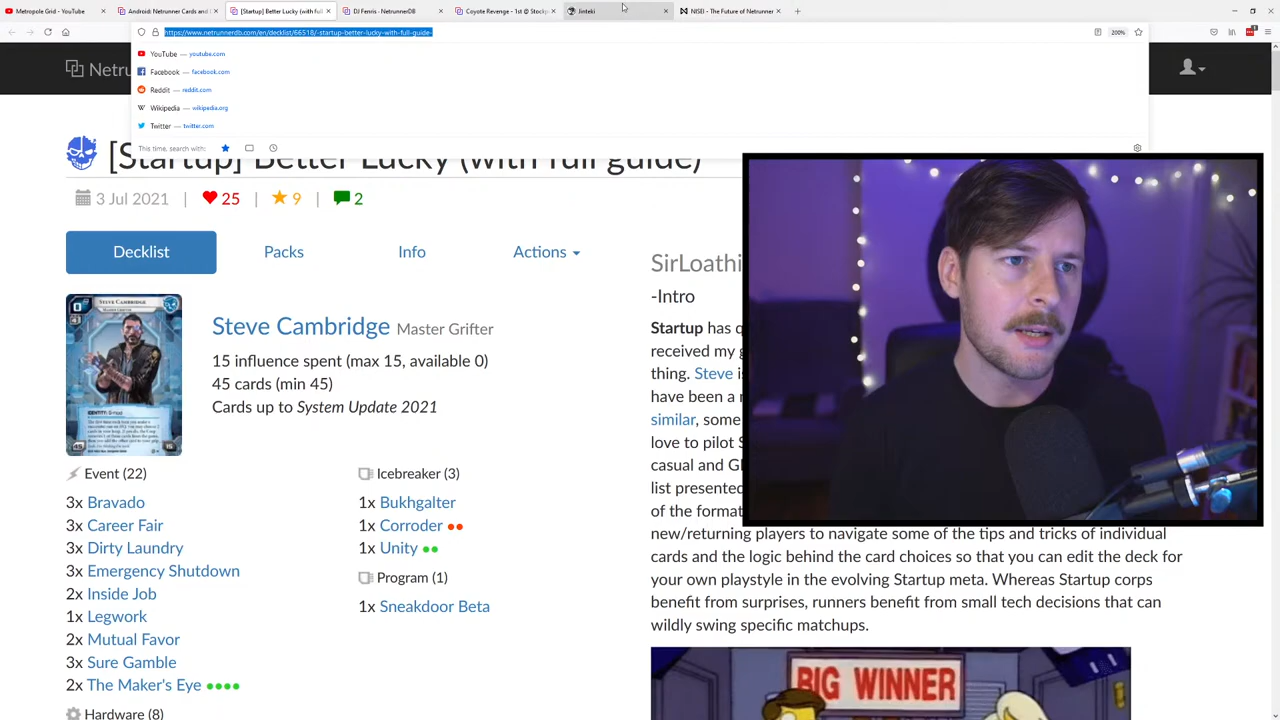 Metropole Grid - YouTube
Android: Netrunner Cards and
[Startup] Better Lucky (with full
DJ Fenris - NetrunnerDB
Coyote Revenge - 1st @ Stock
Jinteki
NISEI - The Future of Netrunner
https://www.netrunnerdb.com/en/decklist/66518/-startup-better-lucky-with-full-guide-
200%
YouTube — youtube.com
Facebook — facebook.com
Reddit — reddit.com
Wikipedia — wikipedia.org
Twitter — twitter.com
This time, search with:
Netru
[Startup] Better Lucky (with full guide)
3 Jul 2021 | 25 | 9 | 2
Decklist
Packs
Info
Actions
STEVE CAMBRIDGE
Steve Cambridge Master Grifter
15 influence spent (max 15, available 0)
45 cards (min 45)
Cards up to System Update 2021
Event (22)
3x Bravado
3x Career Fair
3x Dirty Laundry
3x Emergency Shutdown
2x Inside Job
1x Legwork
2x Mutual Favor
3x Sure Gamble
2x The Maker's Eye
Hardware (8)
Icebreaker (3)
1x Bukhgalter
1x Corroder
1x Unity
Program (1)
1x Sneakdoor Beta
SirLoathi
-Intro
Startup has
received my
thing. Steve
have been a
similar, some
love to pilot S
casual and G
list presented
of the format
new/returning players to navigate some of the tips and tricks of individual
cards and the logic behind the card choices so that you can edit the deck for
your own playstyle in the evolving Startup meta. Whereas Startup corps
benefit from surprises, runners benefit from small tech decisions that can
wildly swing specific matchups.
BIG WINNER